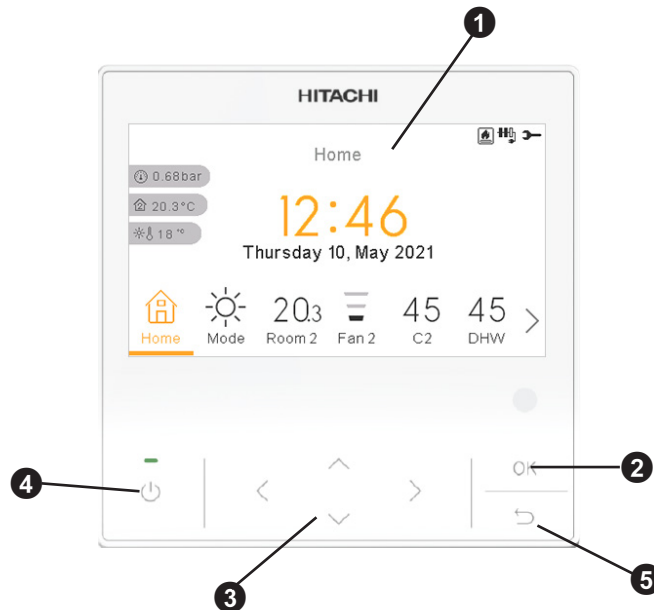 1
HITACHI
Home
0.68bar
20.3°C
2
18 °C
12:46
Thursday 10, May 2021
20.3 45 45
Home Mode Room 2 Fan 2 C2 DHW
4
OK 2
3
5